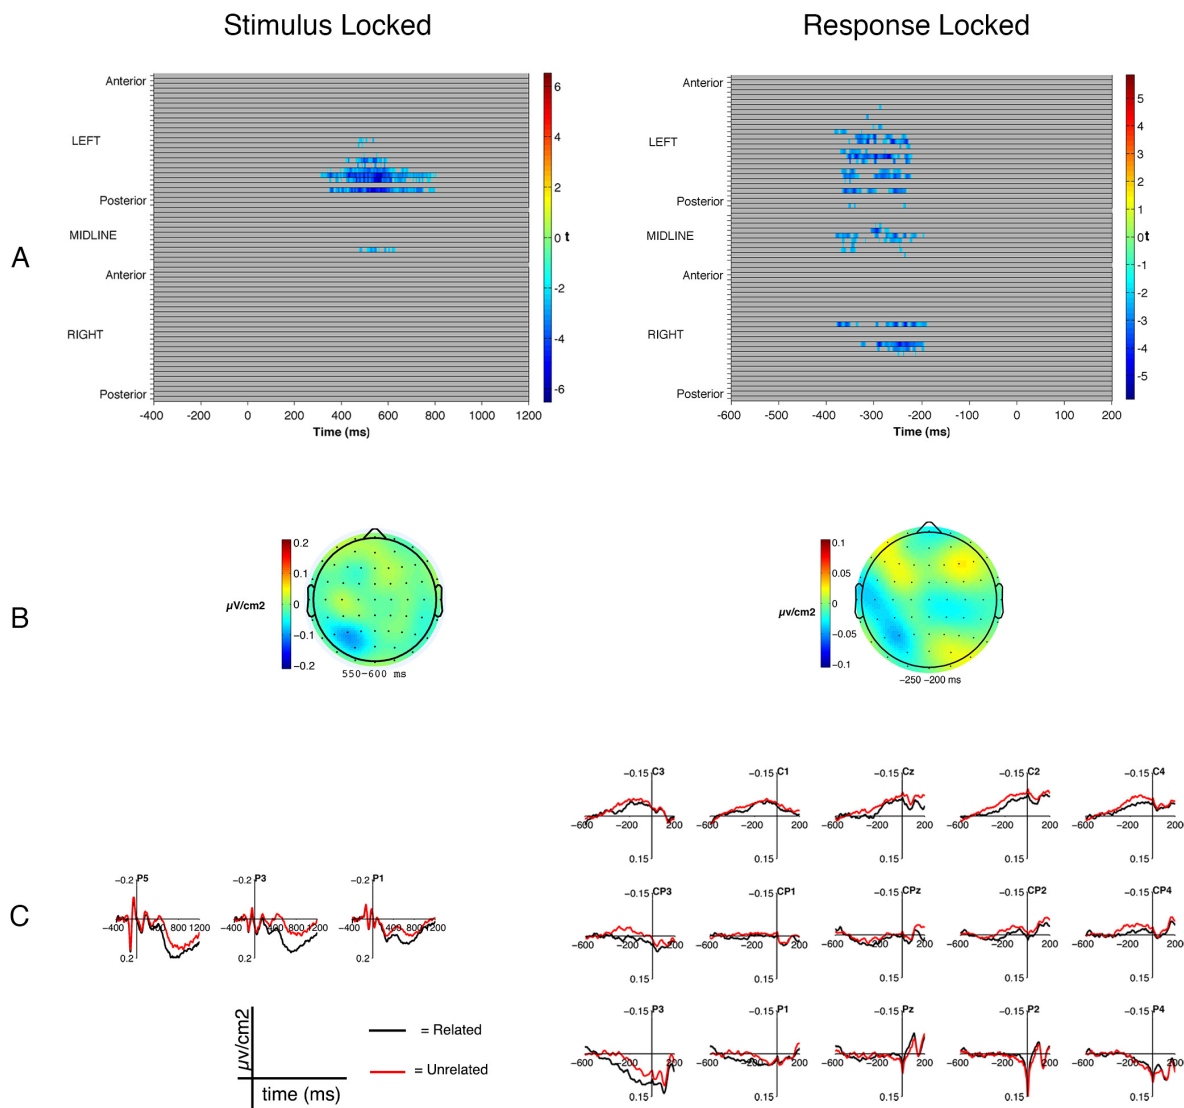 Stimulus Locked
Response Locked
A
Anterior
LEFT
Posterior
MIDLINE
Anterior
RIGHT
Posterior
-400 -200 0 200 400 600 800 1000 1200
Time (ms)
6
4
2
0 t
-2
-4
-6
Anterior
LEFT
Posterior
MIDLINE
Anterior
RIGHT
Posterior
-600 -500 -400 -300 -200 -100 0 100 200
Time (ms)
5
4
3
2
1
0 t
-1
-2
-3
-4
-5
B
0.2
0.1
0
-0.1
-0.2
µV/cm2
550-600 ms
0.1
0.05
0
-0.05
-0.1
µv/cm2
-250 -200 ms
C
-0.2 P5
-400 400 800 1200
0.2
-0.2 P3
-400 400 800 1200
0.2
-0.2 P1
-400 400 800 1200
0.2
µv/cm2
time (ms)
= Related
= Unrelated
-0.15 C3
-600 -200 200
0.15
-0.15 C1
-600 -200 200
0.15
-0.15 Cz
-600 -200 200
0.15
-0.15 C2
-600 -200 200
0.15
-0.15 C4
-600 -200 200
0.15
-0.15 CP3
-600 -200 200
0.15
-0.15 CP1
-600 -200 200
0.15
-0.15 CPz
-600 -200 200
0.15
-0.15 CP2
-600 -200 200
0.15
-0.15 CP4
-600 -200 200
0.15
-0.15 P3
-600 -200 200
0.15
-0.15 P1
-600 -200 200
0.15
-0.15 Pz
-600 -200 200
0.15
-0.15 P2
-600 -200 200
0.15
-0.15 P4
-600 -200 200
0.15